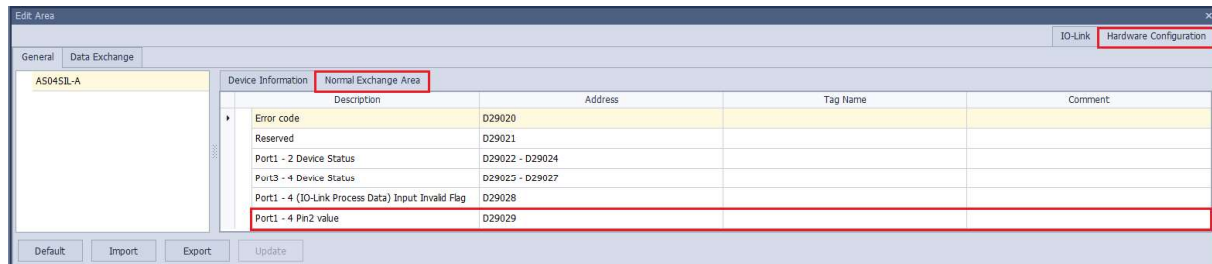 Edit Area
IO-Link Hardware Configuration
General Data Exchange
AS04SIL-A
Device Information Normal Exchange Area
Description Address Tag Name Comment
Error code D29020
Reserved D29021
Port1 - 2 Device Status D29022 - D29024
Port3 - 4 Device Status D29025 - D29027
Port1 - 4 (IO-Link Process Data) Input Invalid Flag D29028
Port1 - 4 Pin2 value D29029
Default Import Export Update